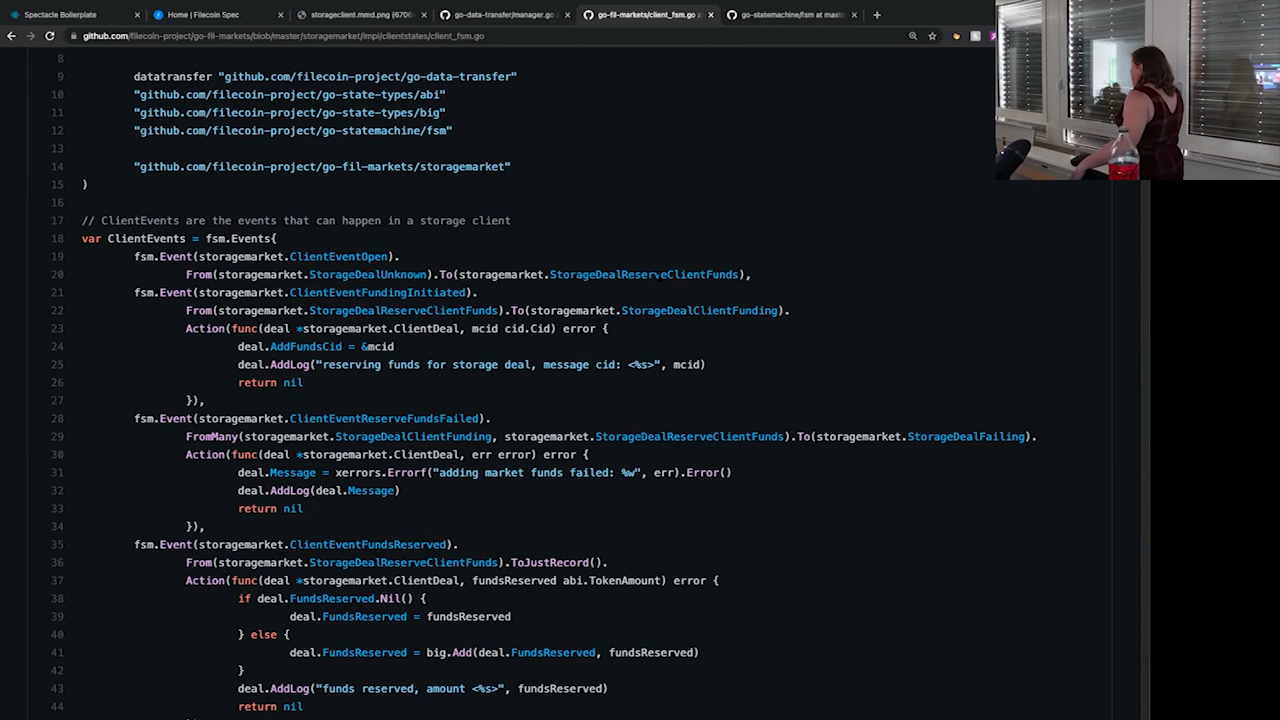 Spectacle Boilerplate
Home | Filecoin Spec
storageclient.mmd.png (6706
go-data-transfer/manager.go
go-fil-markets/client_fsm.go
go-statemachine/fsm at maste
github.com/filecoin-project/go-fil-markets/blob/master/storagemarket/impl/clientstates/client_fsm.go
8
9 datatransfer "github.com/filecoin-project/go-data-transfer"
10 "github.com/filecoin-project/go-state-types/abi"
11 "github.com/filecoin-project/go-state-types/big"
12 "github.com/filecoin-project/go-statemachine/fsm"
13
14 "github.com/filecoin-project/go-fil-markets/storagemarket"
15 )
16
17 // ClientEvents are the events that can happen in a storage client
18 var ClientEvents = fsm.Events{
19 fsm.Event(storagemarket.ClientEventOpen).
20 From(storagemarket.StorageDealUnknown).To(storagemarket.StorageDealReserveClientFunds),
21 fsm.Event(storagemarket.ClientEventFundingInitiated).
22 From(storagemarket.StorageDealReserveClientFunds).To(storagemarket.StorageDealClientFunding).
23 Action(func(deal *storagemarket.ClientDeal, mcid cid.Cid) error {
24 deal.AddFundsCid = &mcid
25 deal.AddLog("reserving funds for storage deal, message cid: <%s>", mcid)
26 return nil
27 }),
28 fsm.Event(storagemarket.ClientEventReserveFundsFailed).
29 FromMany(storagemarket.StorageDealClientFunding, storagemarket.StorageDealReserveClientFunds).To(storagemarket.StorageDealFailing).
30 Action(func(deal *storagemarket.ClientDeal, err error) error {
31 deal.Message = xerrors.Errorf("adding market funds failed: %w", err).Error()
32 deal.AddLog(deal.Message)
33 return nil
34 }),
35 fsm.Event(storagemarket.ClientEventFundsReserved).
36 From(storagemarket.StorageDealReserveClientFunds).ToJustRecord().
37 Action(func(deal *storagemarket.ClientDeal, fundsReserved abi.TokenAmount) error {
38 if deal.FundsReserved.Nil() {
39 deal.FundsReserved = fundsReserved
40 } else {
41 deal.FundsReserved = big.Add(deal.FundsReserved, fundsReserved)
42 }
43 deal.AddLog("funds reserved, amount <%s>", fundsReserved)
44 return nil